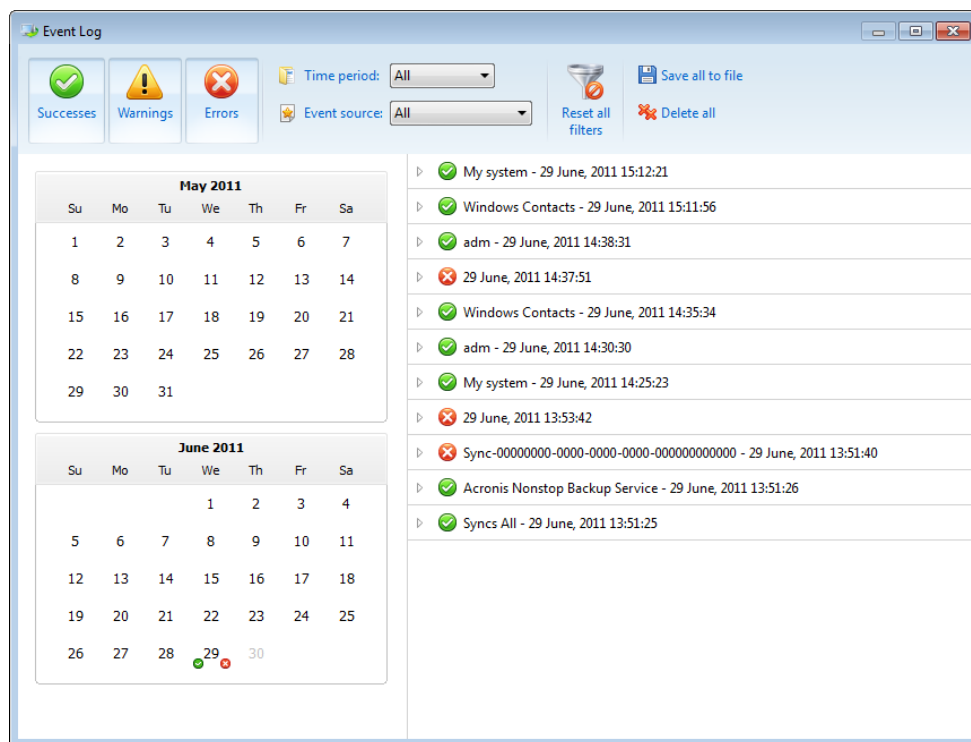 Event Log
Successes
Warnings
Errors
Time period: All
Event source: All
Reset all
filters
Save all to file
Delete all
May 2011
Su Mo Tu We Th Fr Sa
1 2 3 4 5 6 7
8 9 10 11 12 13 14
15 16 17 18 19 20 21
22 23 24 25 26 27 28
29 30 31
June 2011
Su Mo Tu We Th Fr Sa
1 2 3 4
5 6 7 8 9 10 11
12 13 14 15 16 17 18
19 20 21 22 23 24 25
26 27 28 29 30
My system - 29 June, 2011 15:12:21
Windows Contacts - 29 June, 2011 15:11:56
adm - 29 June, 2011 14:38:31
29 June, 2011 14:37:51
Windows Contacts - 29 June, 2011 14:35:34
adm - 29 June, 2011 14:30:30
My system - 29 June, 2011 14:25:23
29 June, 2011 13:53:42
Sync-00000000-0000-0000-0000-000000000000 - 29 June, 2011 13:51:40
Acronis Nonstop Backup Service - 29 June, 2011 13:51:26
Syncs All - 29 June, 2011 13:51:25